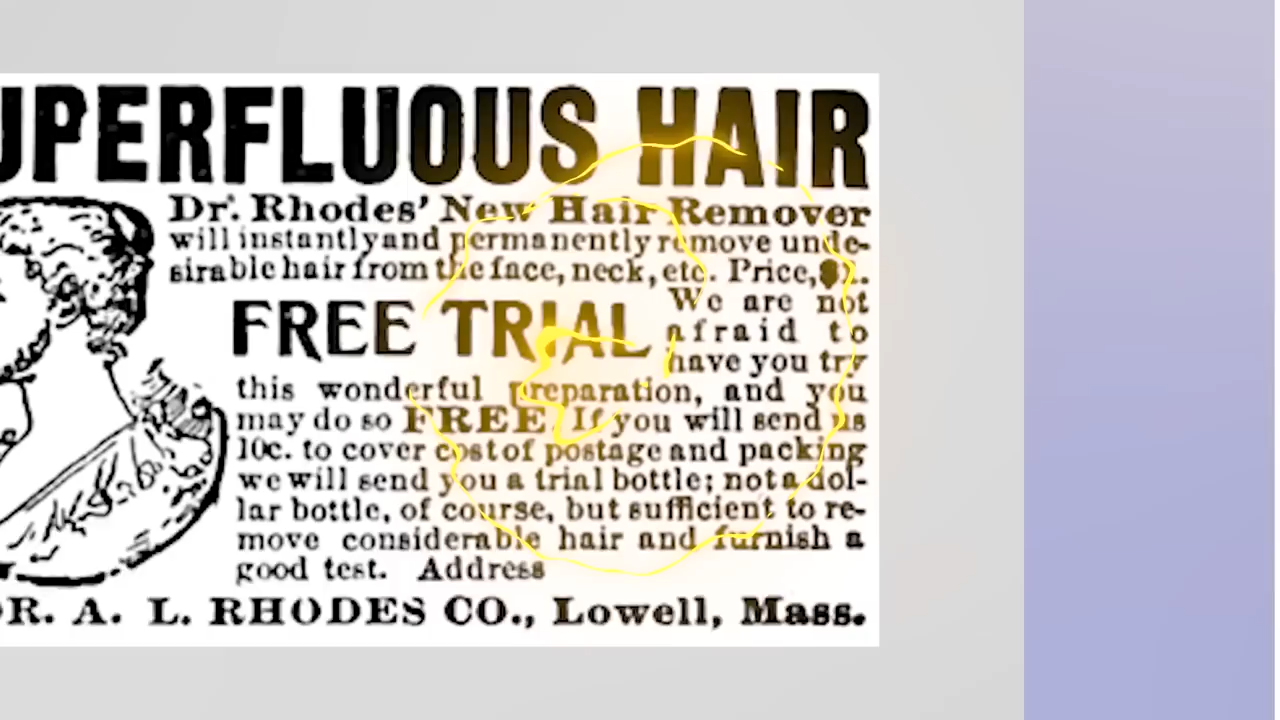 UPERFLUOUS HAIR
Dr. Rhodes' New Hair Remover
will instantly and permanently remove unde-
sirable hair from the face, neck, etc. Price, $1.
We are not
FREE TRIAL afraid to
have you try
this wonderful preparation, and you
may do so FREE. If you will send us
10c. to cover cost of postage and packing
we will send you a trial bottle; not a dol-
lar bottle, of course, but sufficient to re-
move considerable hair and furnish a
good test. Address
DR. A. L. RHODES CO., Lowell, Mass.